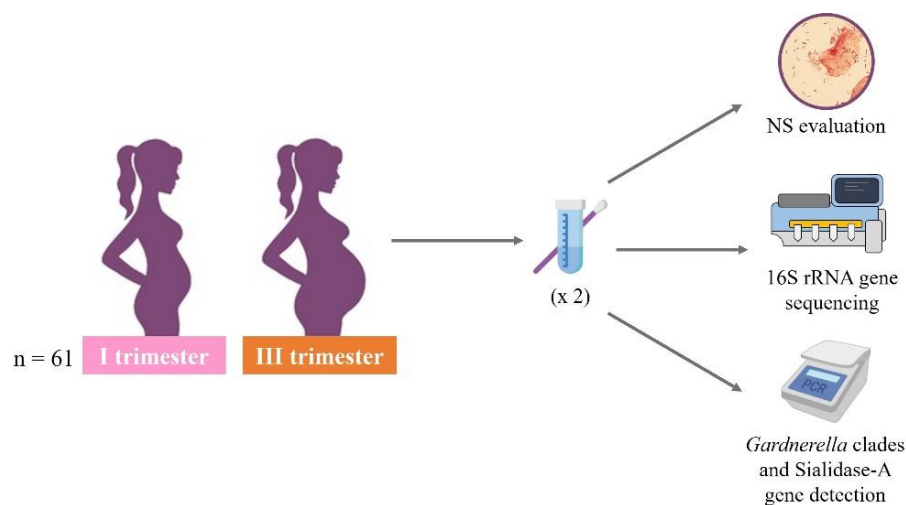 NS evaluation
16S rRNA gene
sequencing
(x 2)
n = 61
I trimester
III trimester
PCR
Gardnerella clades
and Sialidase-A
gene detection